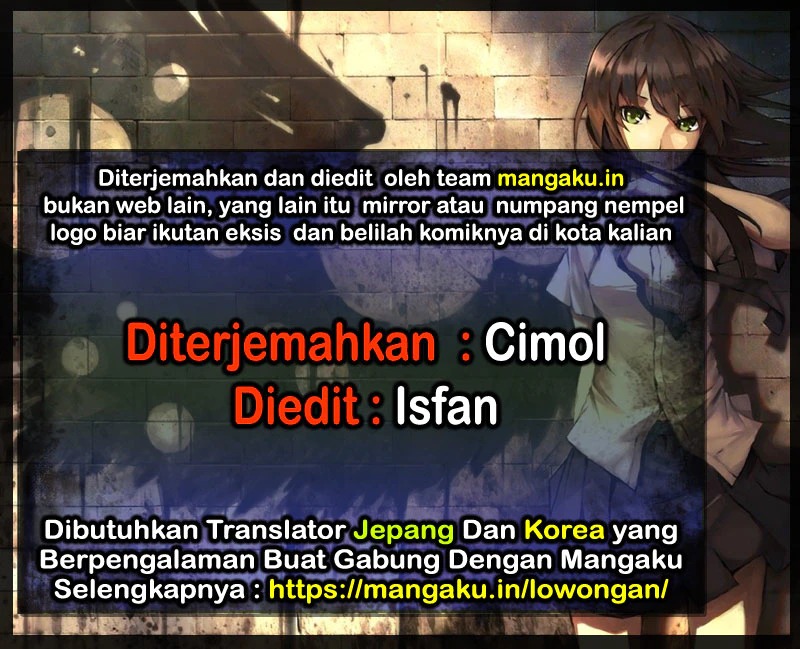 Diterjemahkan dan diedit oleh team mangaku.in
bukan web lain, yang lain itu mirror atau numpang nempel
logo biar ikutan eksis dan belilah komiknya di kota kalian
Diterjemahkan : Cimol
Diedit : Isfan
Dibutuhkan Translator Jepang Dan Korea yang
Berpengalaman Buat Gabung Dengan Mangaku
Selengkapnya : https://mangaku.in/lowongan/